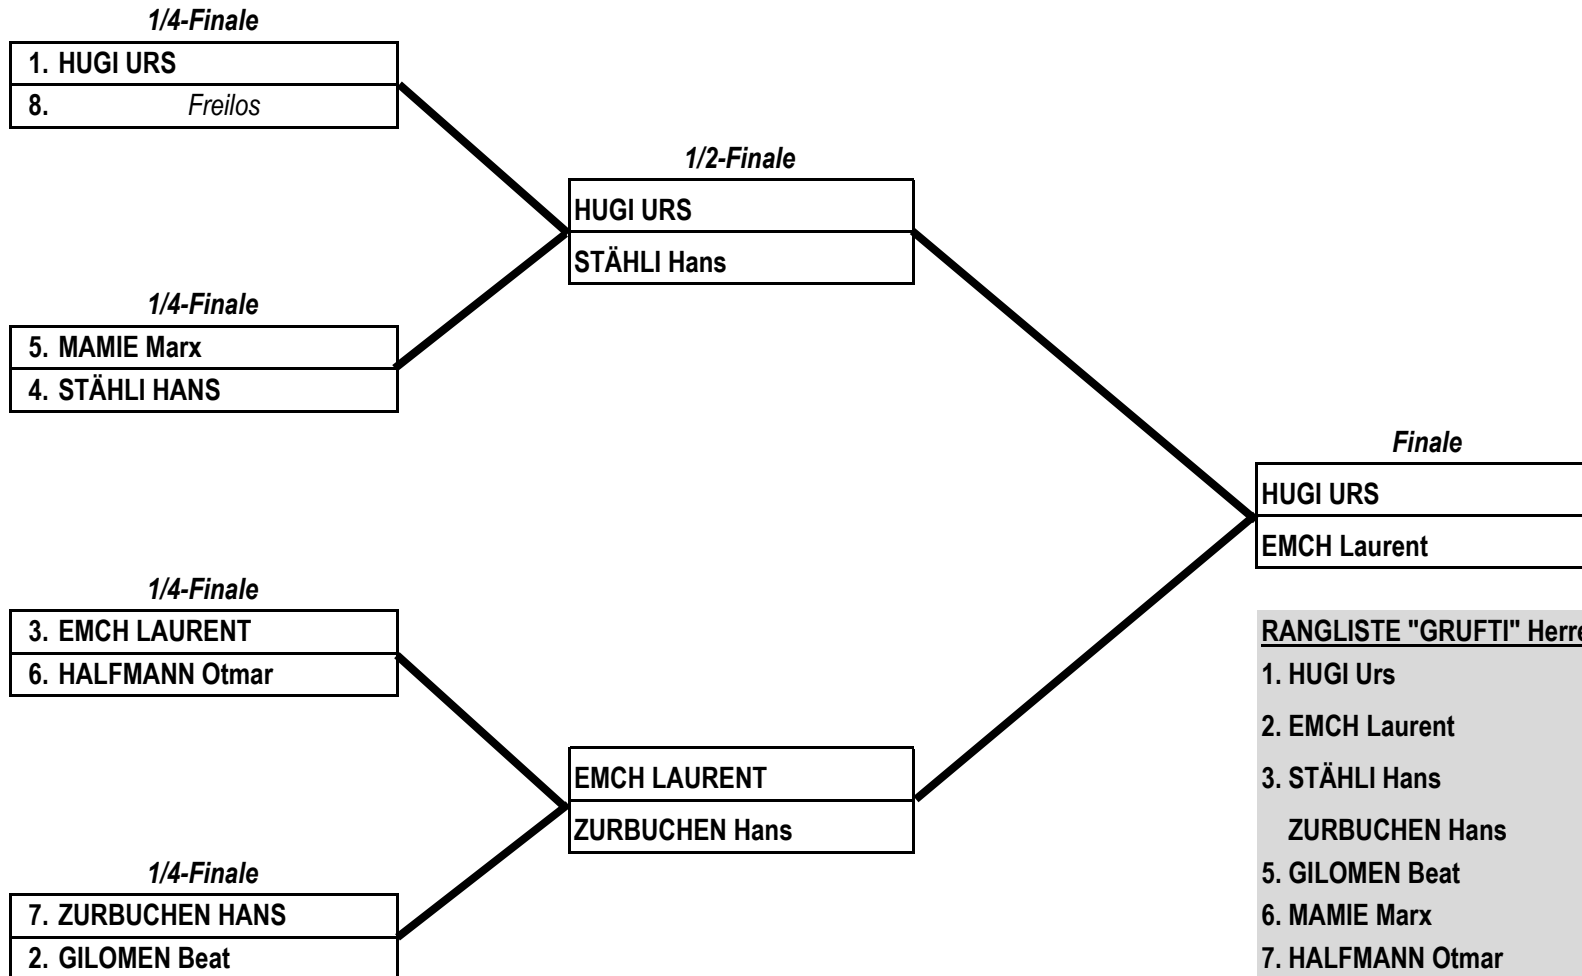 1/4-Finale
1. HUGI URS
8. Freilos
1/4-Finale
5. MAMIE Marx
4. STÄHLI HANS
1/4-Finale
3. EMCH LAURENT
6. HALFMANN Otmar
1/4-Finale
7. ZURBUCHEN HANS
2. GILOMEN Beat
1/2-Finale
HUGI URS
STÄHLI Hans
EMCH LAURENT
ZURBUCHEN Hans
Finale
HUGI URS
EMCH Laurent
RANGLISTE "GRUFTI" Herre
1. HUGI Urs
2. EMCH Laurent
3. STÄHLI Hans
ZURBUCHEN Hans
5. GILOMEN Beat
6. MAMIE Marx
7. HALFMANN Otmar